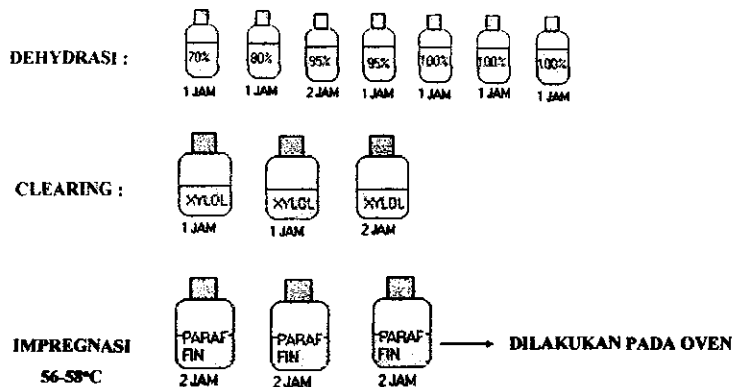 DEHYDRASI :
70% 80% 95% 95% 100% 100% 100%
1 JAM 1 JAM 2 JAM 1 JAM 1 JAM 1 JAM 1 JAM
CLEARING :
XYLOL XYLOL XYLOL
1 JAM 1 JAM 2 JAM
IMPREGNASI
56-58°C
PARAF
FIN
PARAF
FIN
PARAF
FIN
2 JAM 2 JAM 2 JAM
DILAKUKAN PADA OVEN